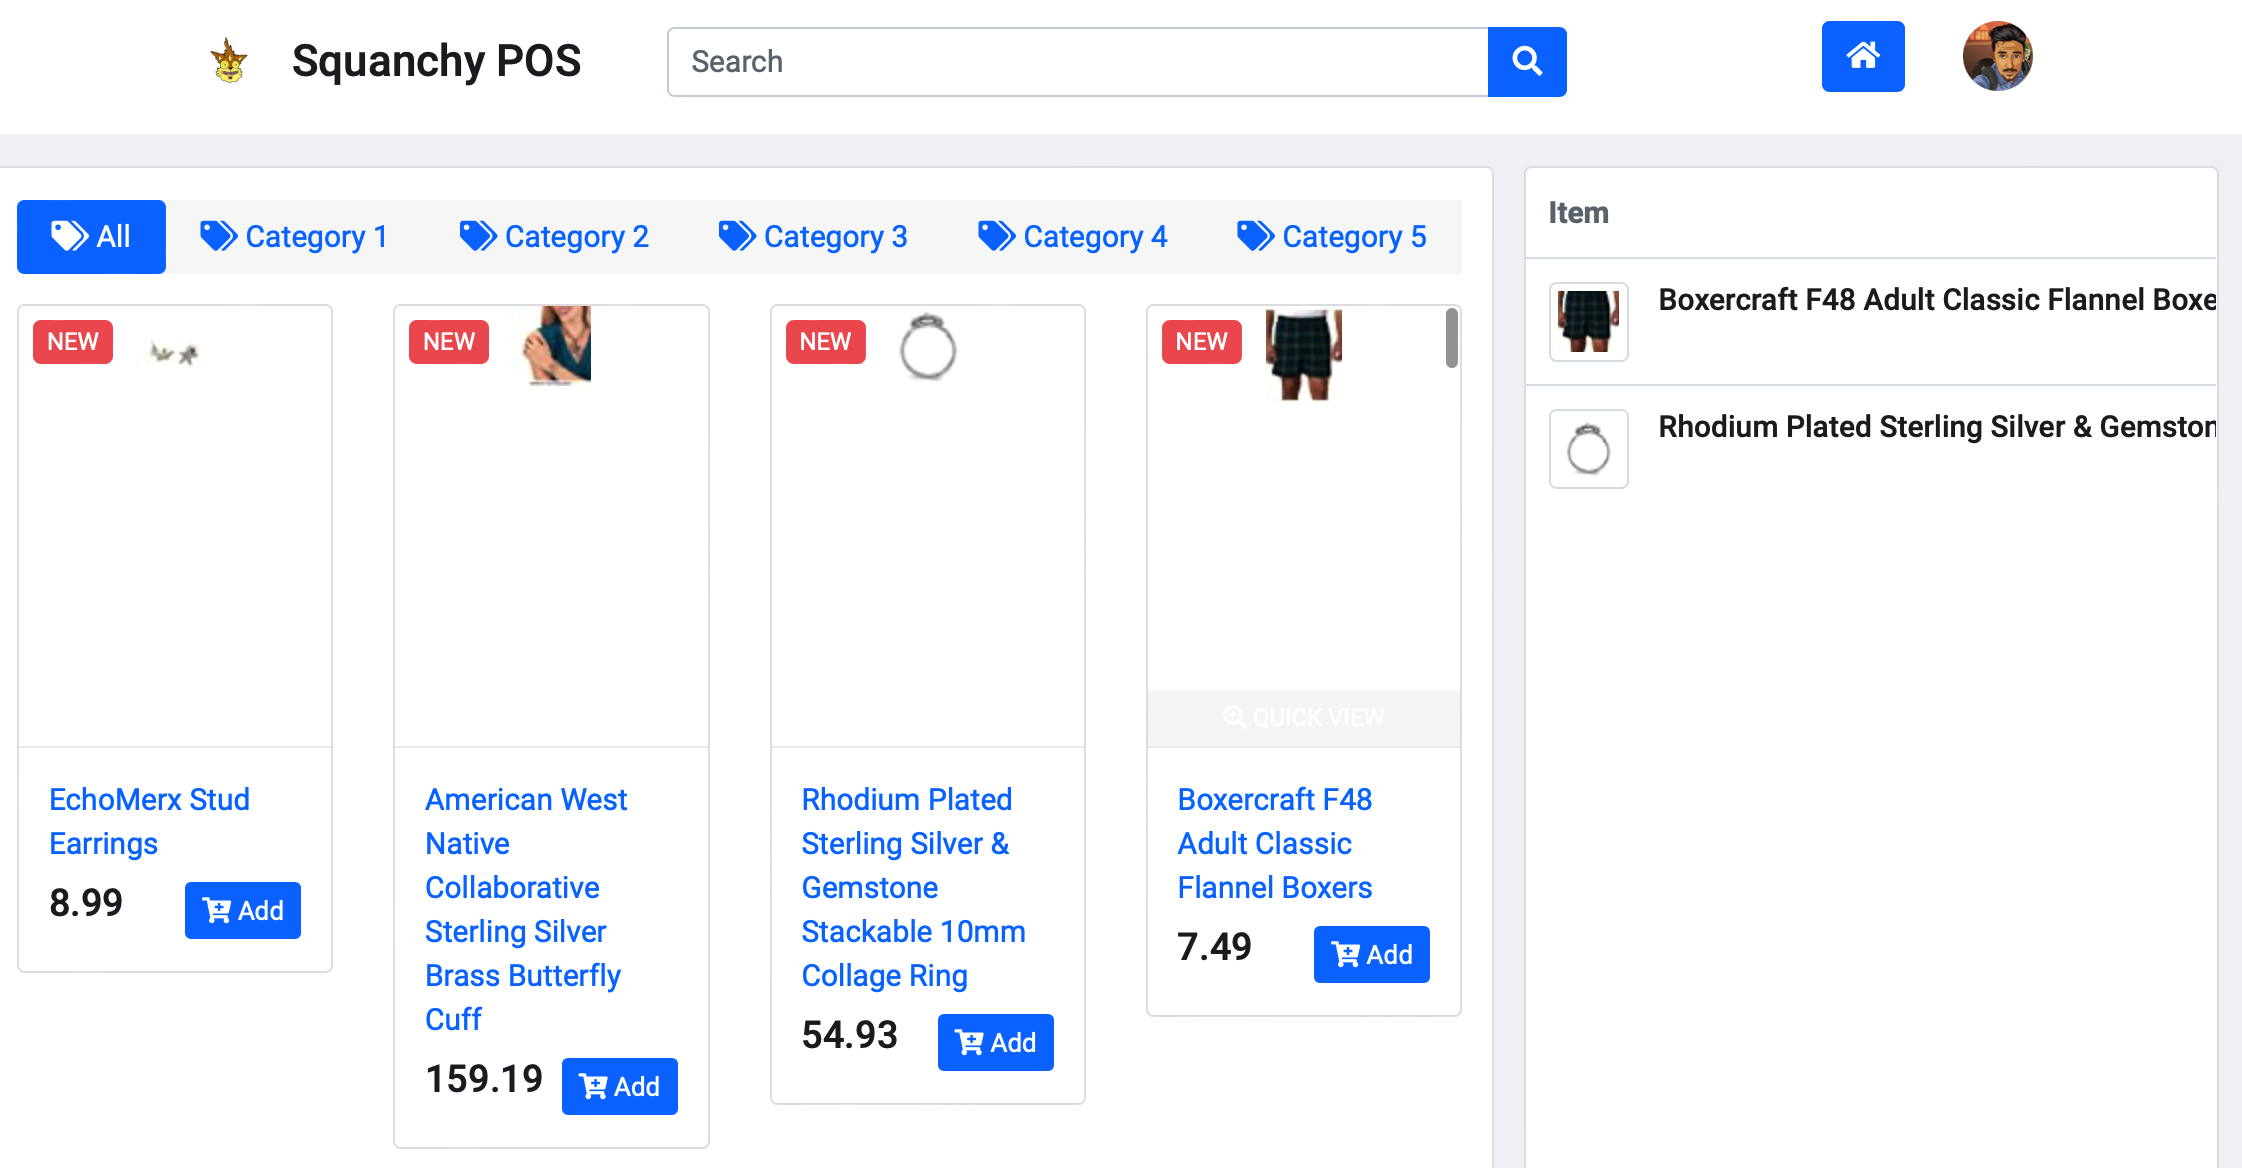 Squanchy POS
Search
All
Category 1
Category 2
Category 3
Category 4
Category 5
NEW
EchoMerx Stud
Earrings
8.99
Add
NEW
American West
Native
Collaborative
Sterling Silver
Brass Butterfly
Cuff
159.19
Add
NEW
Rhodium Plated
Sterling Silver &
Gemstone
Stackable 10mm
Collage Ring
54.93
Add
NEW
QUICK VIEW
Boxercraft F48
Adult Classic
Flannel Boxers
7.49
Add
Item
Boxercraft F48 Adult Classic Flannel Boxe
Rhodium Plated Sterling Silver & Gemston